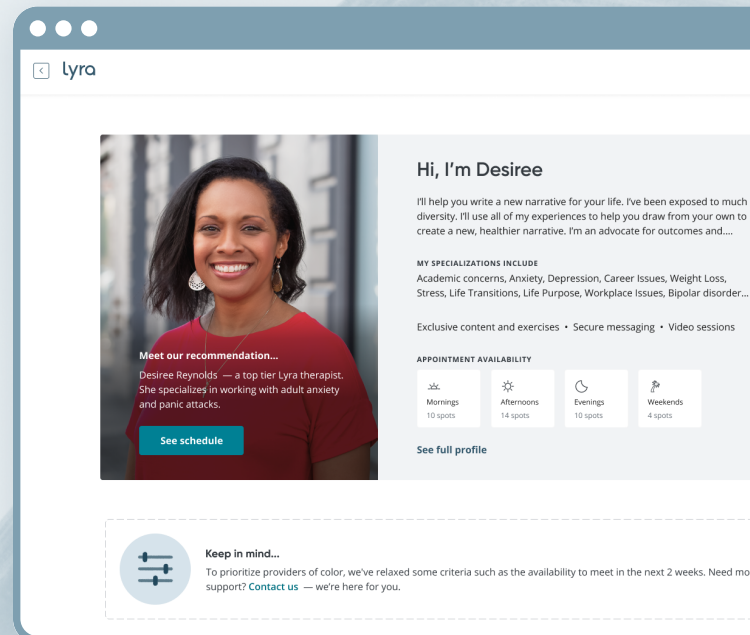 lyra
Hi, I'm Desiree
I'll help you write a new narrative for your life. I've been exposed to much
diversity. I'll use all of my experiences to help you draw from your own to
create a new, healthier narrative. I'm an advocate for outcomes and....
MY SPECIALIZATIONS INCLUDE
Academic concerns, Anxiety, Depression, Career Issues, Weight Loss,
Stress, Life Transitions, Life Purpose, Workplace Issues, Bipolar disorder...
Exclusive content and exercises • Secure messaging • Video sessions
Meet our recommendation...
Desiree Reynolds — a top tier Lyra therapist.
She specializes in working with adult anxiety
and panic attacks.
See schedule
APPOINTMENT AVAILABILITY
Mornings
10 spots
Afternoons
14 spots
Evenings
10 spots
Weekends
4 spots
See full profile
Keep in mind...
To prioritize providers of color, we've relaxed some criteria such as the availability to meet in the next 2 weeks. Need mo
support? Contact us — we're here for you.